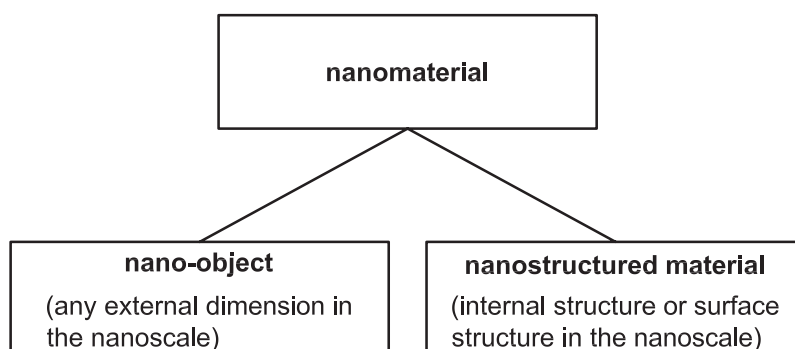 nanomaterial
nano-object
(any external dimension in
the nanoscale)
nanostructured material
(internal structure or surface
structure in the nanoscale)